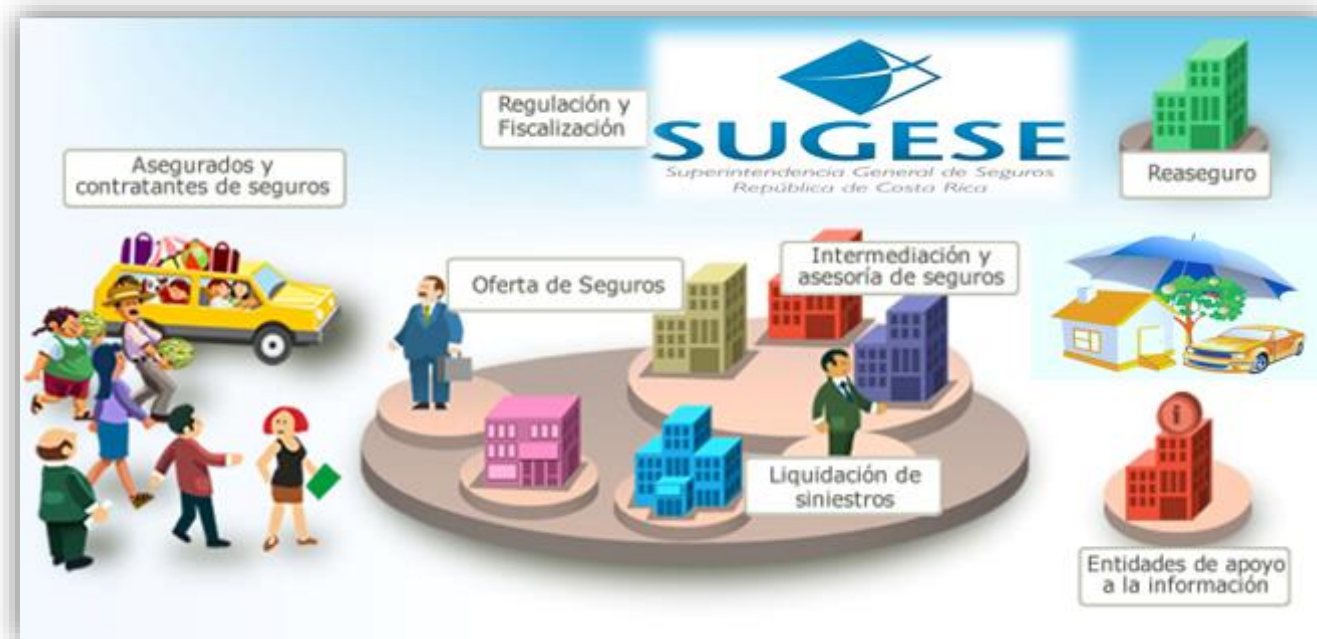 Regulación y
Fiscalización
SUGESE
Superintendencia General de Seguros
República de Costa Rica
Reaseguro
Asegurados y
contratantes de seguros
Oferta de Seguros
Intermediación y
asesoría de seguros
Liquidación de
siniestros
i
Entidades de apoyo
a la información